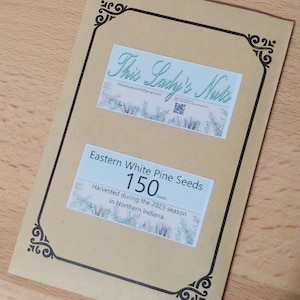 This Lady's Nuts
Eastern White Pine Seeds
150
Harvested during the 2023 season
in Northern Indiana.